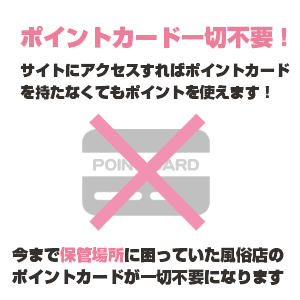 ポイントカード一切不要！
サイトにアクセスすればポイントカード
を持たなくてもポイントを使えます！
POINT CARD
今まで保管場所に困っていた風俗店の
ポイントカードが一切不要になります